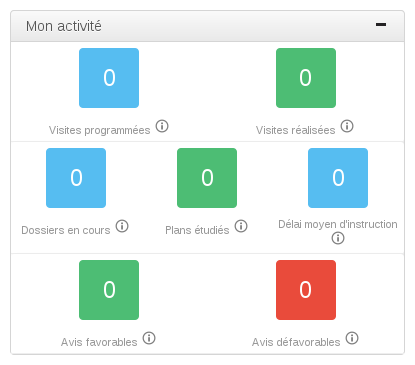 Mon activité
0 0
Visites programmées Visites réalisées
0 0 0
Dossiers en cours Plans étudiés Délai moyen d'instruction
0 0
Avis favorables Avis défavorables